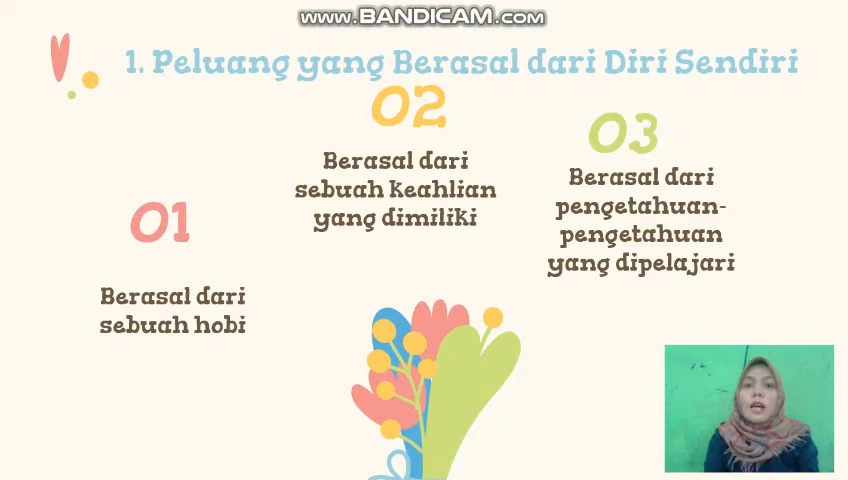 www.BANDICAM.com
1. Peluang yang Berasal dari Diri Sendiri
01
Berasal dari
sebuah hobi
02
Berasal dari
sebuah keahlian
yang dimiliki
03
Berasal dari
pengetahuan-
pengetahuan
yang dipelajari